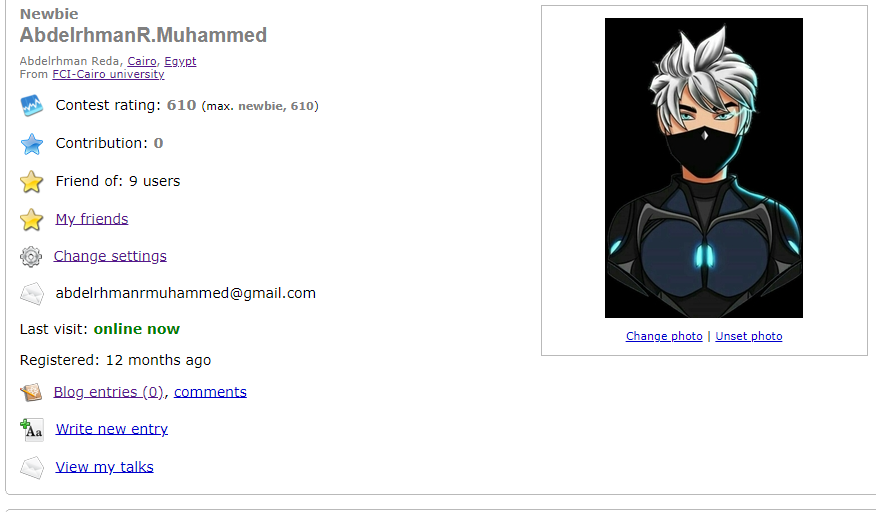 Newbie
AbdelrhmanR.Muhammed
Abdelrhman Reda, Cairo, Egypt
From FCI-Cairo university
Contest rating: 610 (max. newbie, 610)
Contribution: 0
Friend of: 9 users
My friends
Change settings
abdelrhmanrmuhammed@gmail.com
Last visit: online now
Registered: 12 months ago
Blog entries (0), comments
Aa Write new entry
View my talks
Change photo | Unset photo